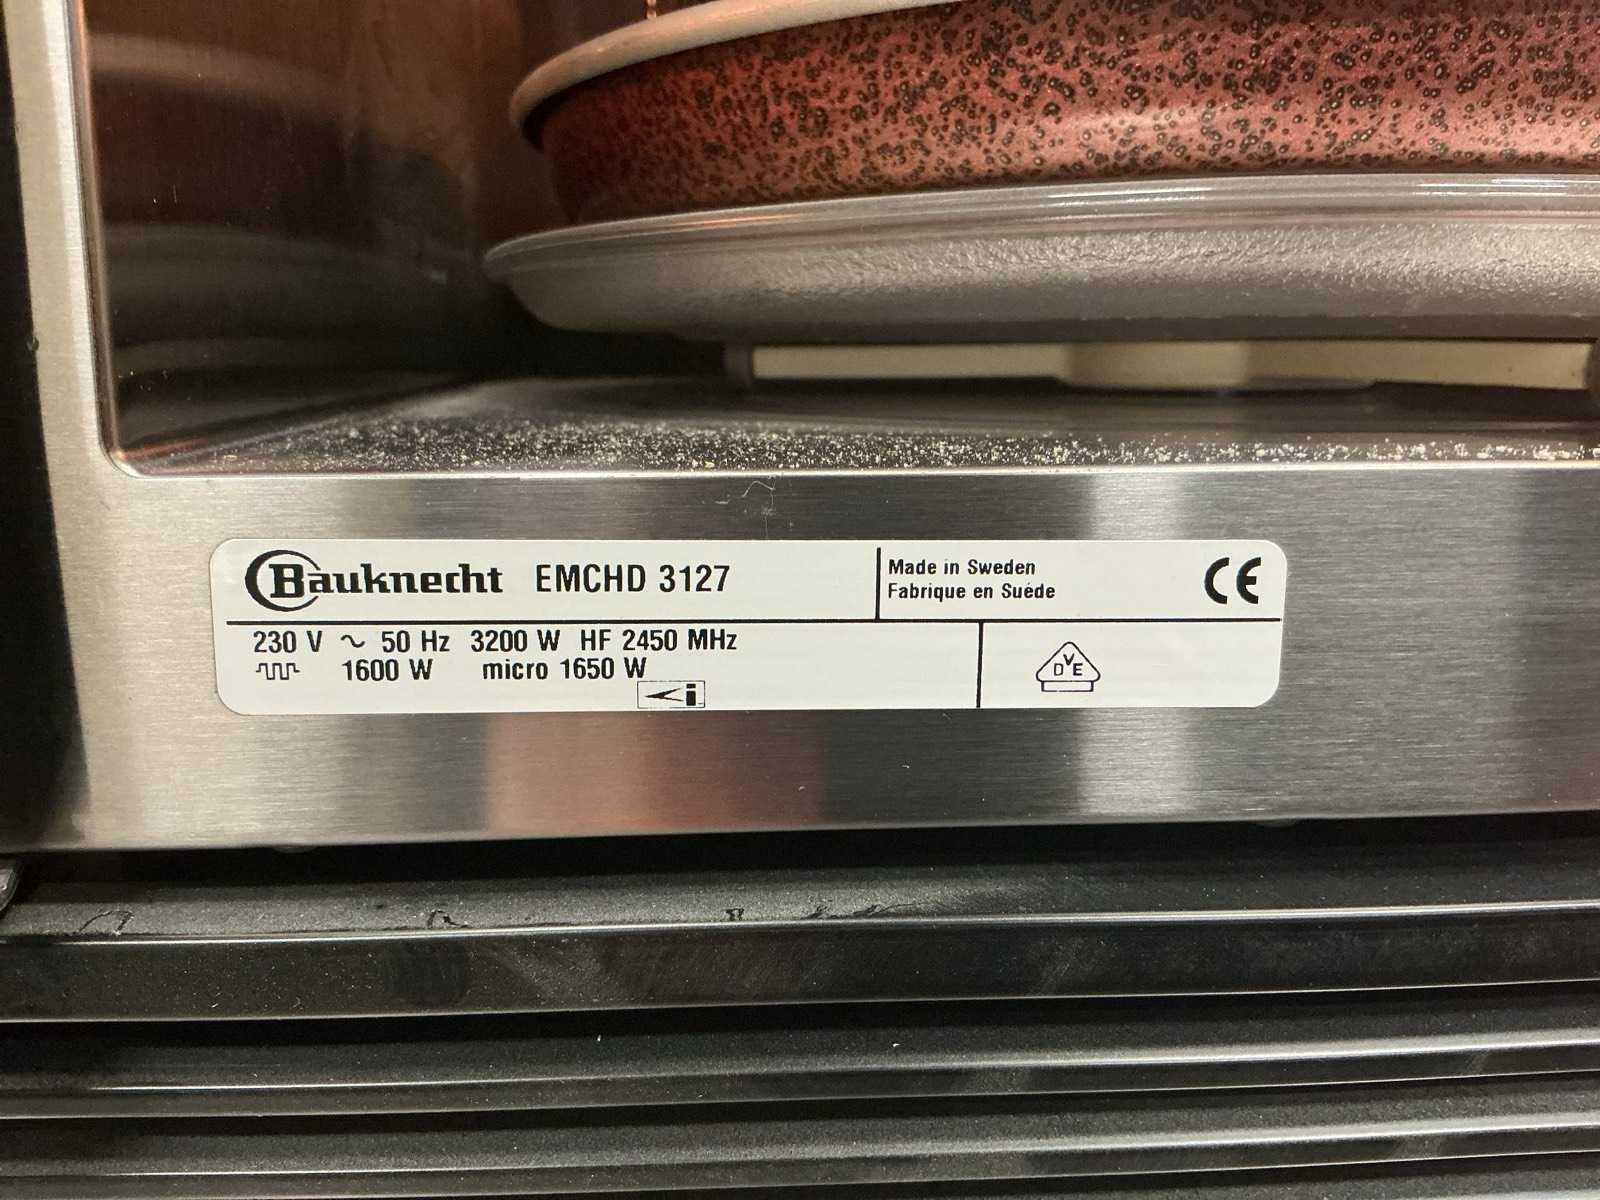 Bauknecht EMCHD 3127
Made in Sweden
Fabrique en Suéde
CE
230 V ~ 50 Hz 3200 W HF 2450 MHz
1600 W micro 1650 W
i
DVE